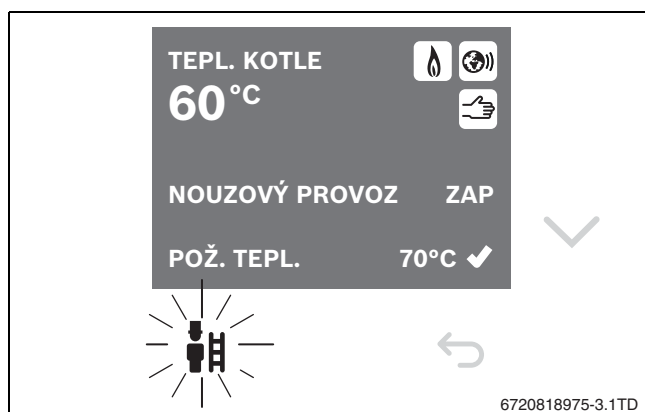 TEPL. KOTLE
60°C
NOUZOVÝ PROVOZ ZAP
POŽ. TEPL. 70°C
6720818975-3.1TD